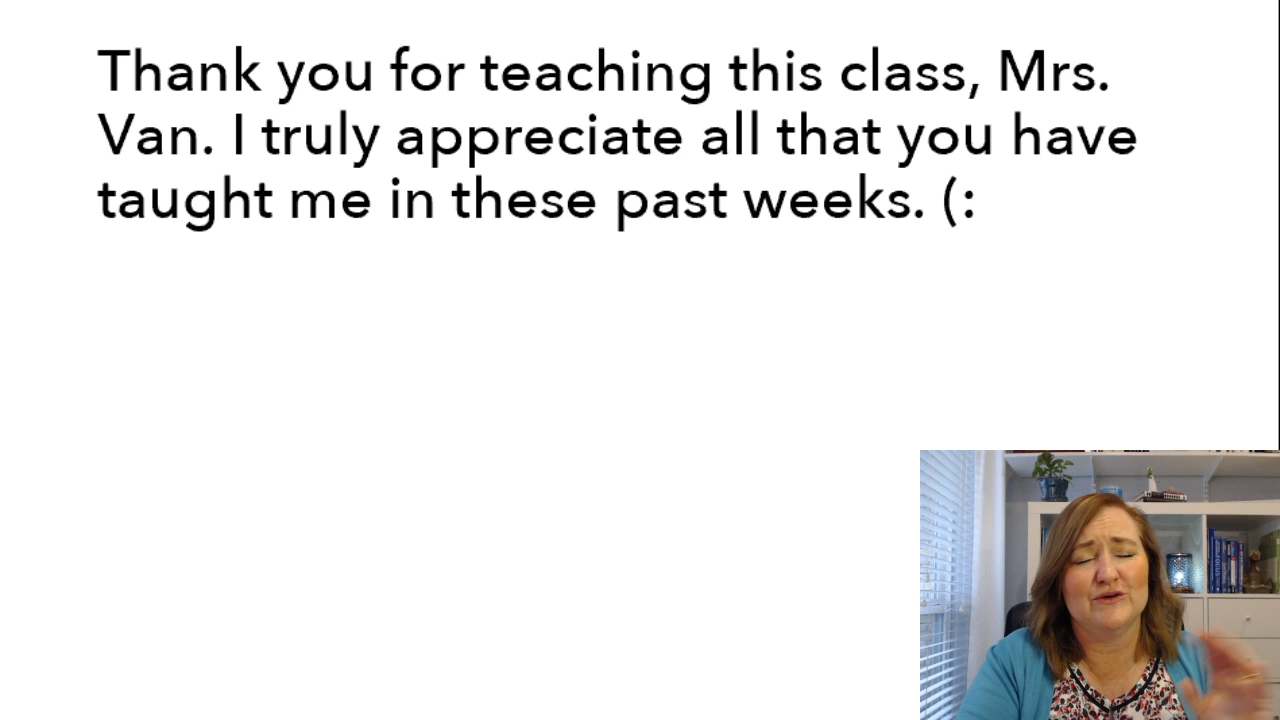 Thank you for teaching this class, Mrs.
Van. I truly appreciate all that you have
taught me in these past weeks. (: